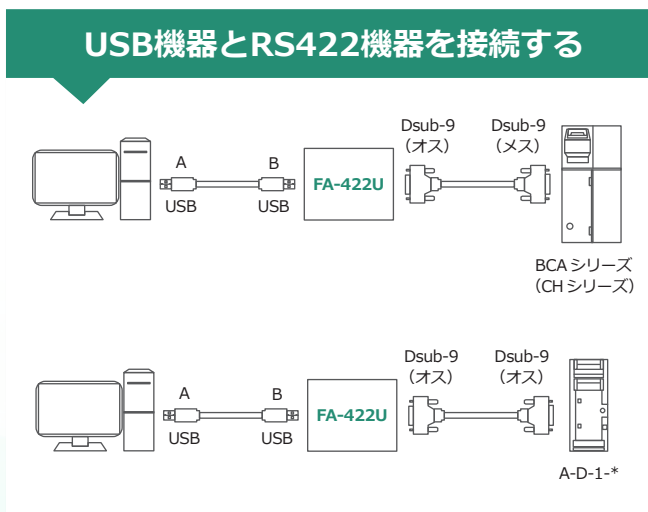 USB機器とRS422機器を接続する
Dsub-9
（オス）
Dsub-9
（メス）
A
B
FA-422U
USB
USB
BCA シリーズ
（CH シリーズ）
Dsub-9
（オス）
Dsub-9
（オス）
A
B
FA-422U
USB
USB
A-D-1-*